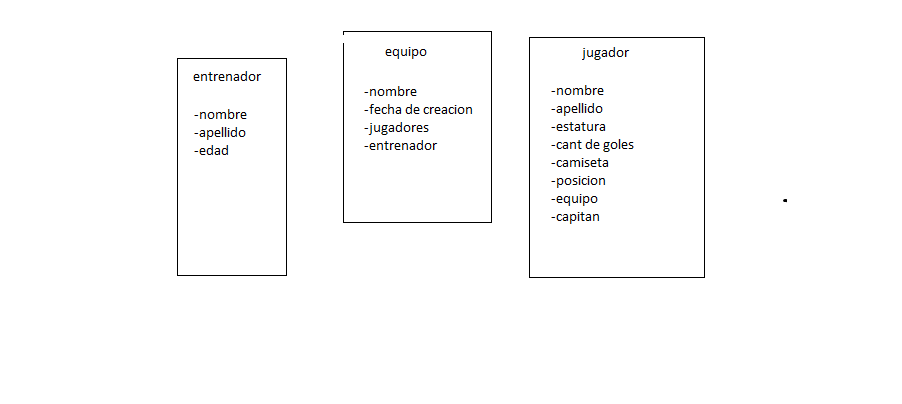 entrenador
-nombre
-apellido
-edad
equipo
-nombre
-fecha de creacion
-jugadores
-entrenador
jugador
-nombre
-apellido
-estatura
-cant de goles
-camiseta
-posicion
-equipo
-capitan